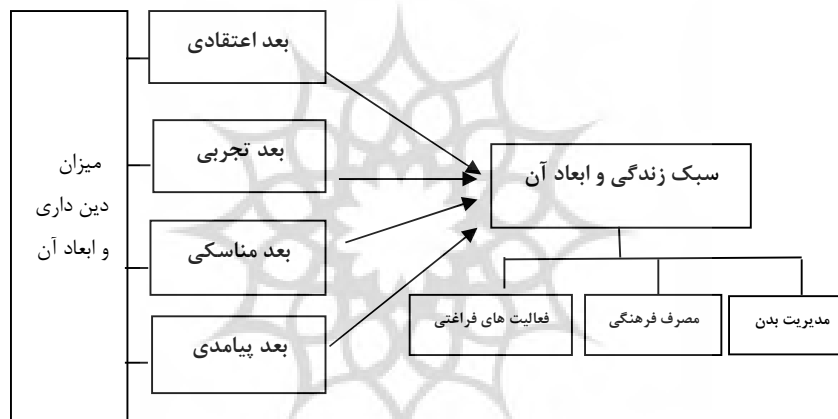 میزان
دین داری
و ابعاد آن
بعد اعتقادی
بعد تجربی
بعد مناسکی
بعد پیامدی
سبک زندگی و ابعاد آن
مدیریت بدن
مصرف فرهنگی
فعالیت های فراغتی